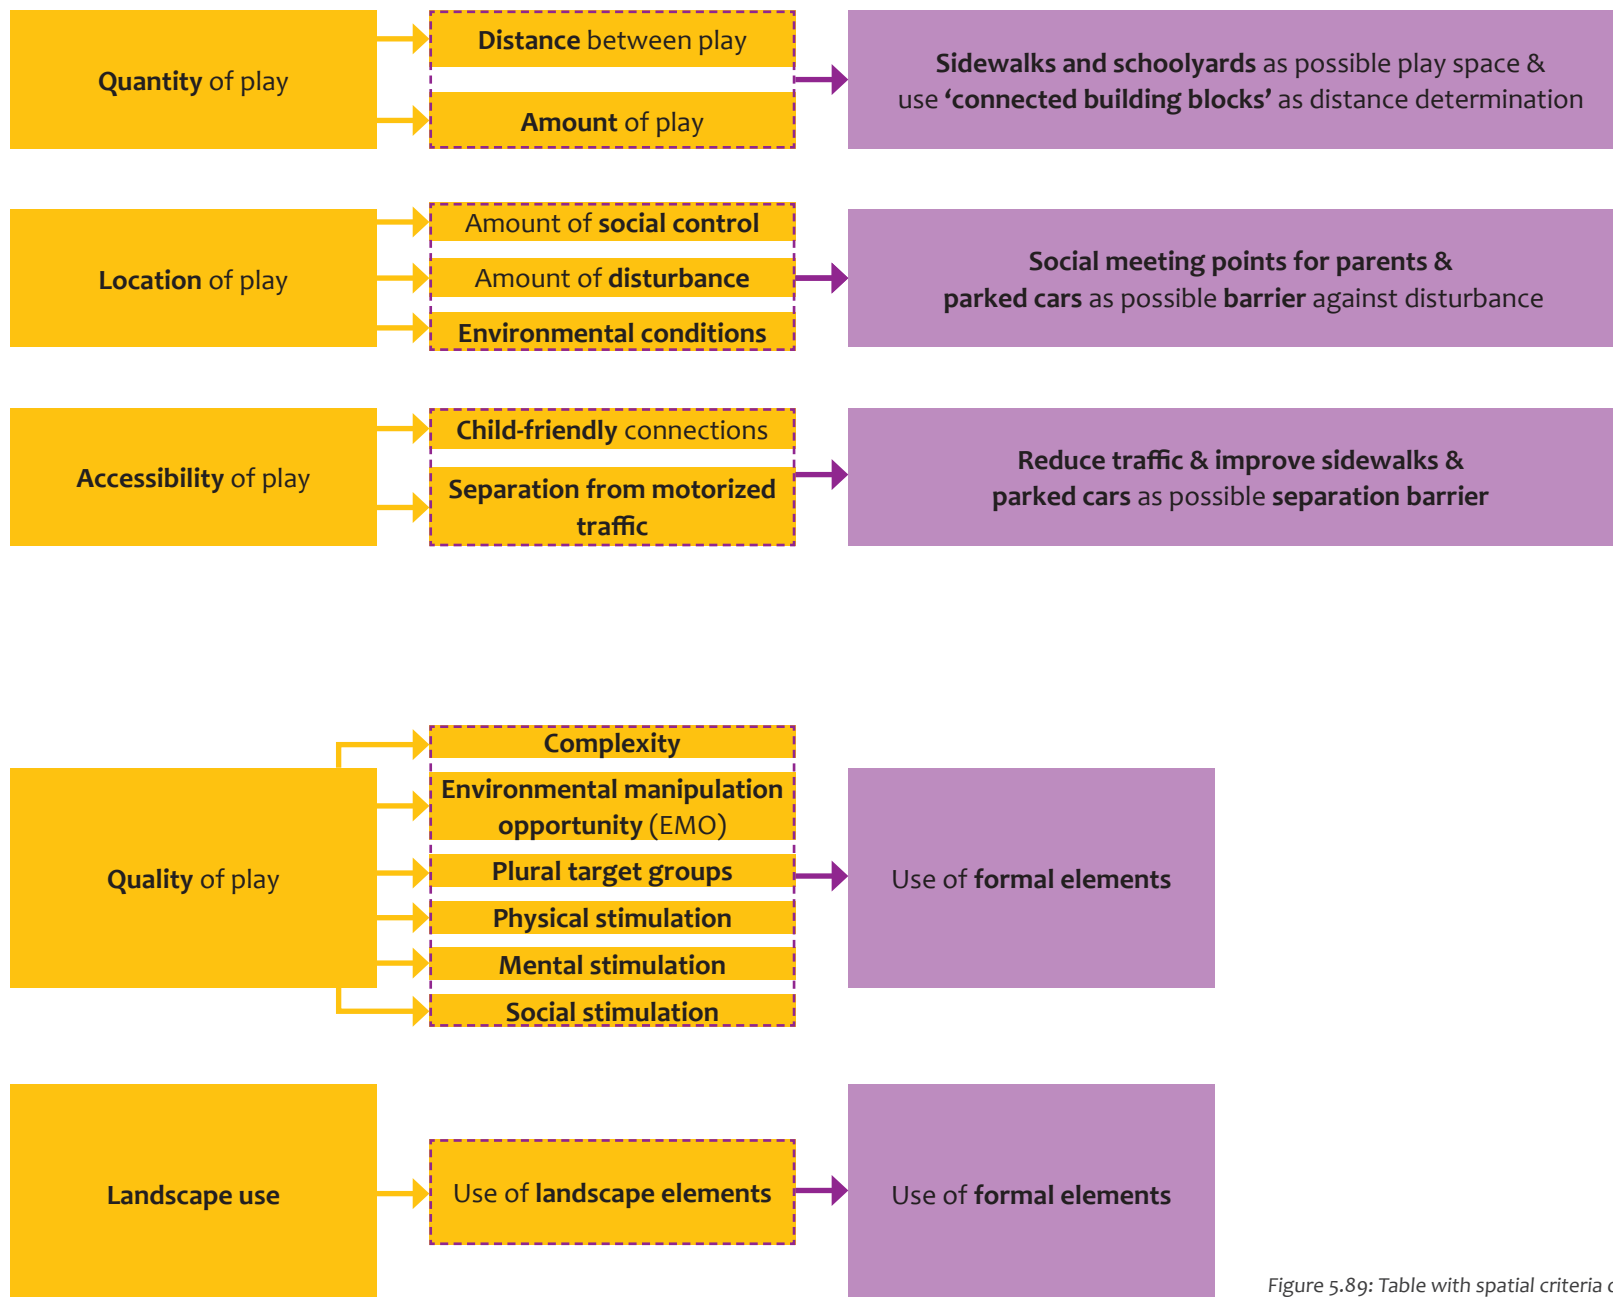 Quantity of play
Distance between play
Amount of play
Sidewalks and schoolyards as possible play space &
use ‘connected building blocks’ as distance determination
Location of play
Amount of social control
Amount of disturbance
Environmental conditions
Social meeting points for parents &
parked cars as possible barrier against disturbance
Accessibility of play
Child-friendly connections
Separation from motorized
traffic
Reduce traffic & improve sidewalks &
parked cars as possible separation barrier
Quality of play
Complexity
Environmental manipulation
opportunity (EMO)
Plural target groups
Physical stimulation
Mental stimulation
Social stimulation
Use of formal elements
Landscape use
Use of landscape elements
Use of formal elements
Figure 5.89: Table with spatial criteria